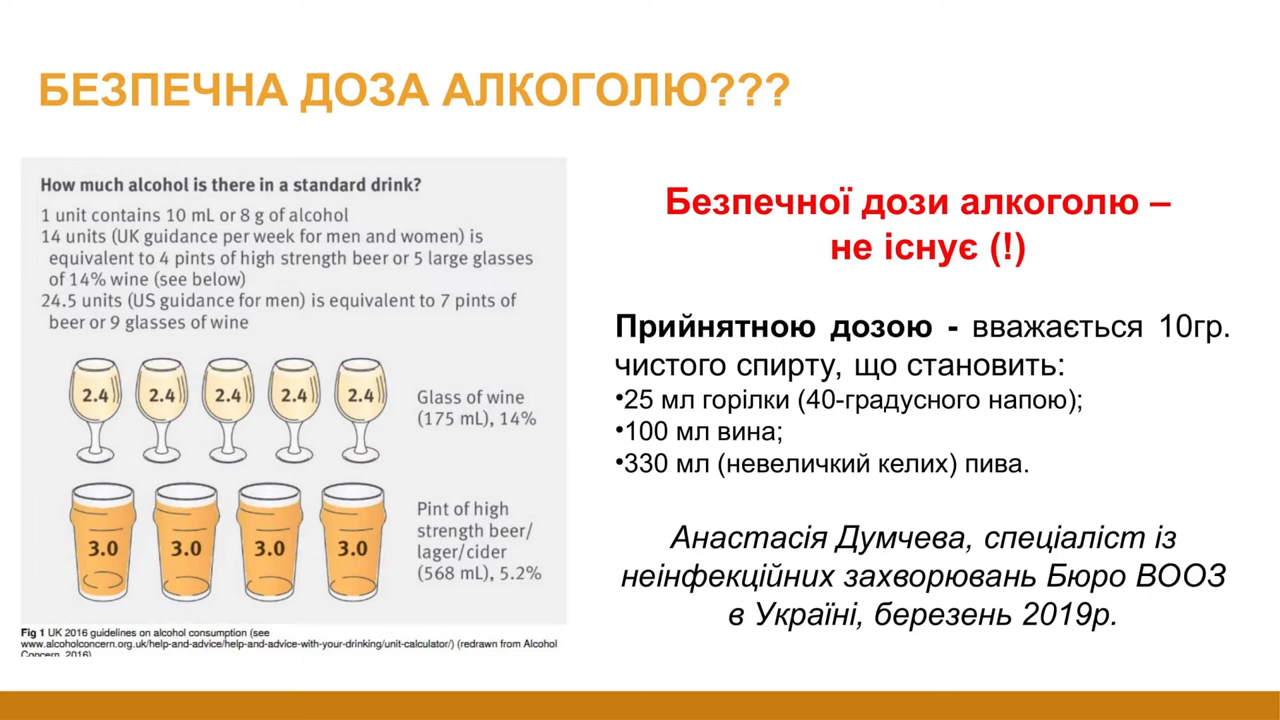 БЕЗПЕЧНА ДОЗА АЛКОГОЛЮ???
How much alcohol is there in a standard drink?
1 unit contains 10 mL or 8 g of alcohol
14 units (UK guidance per week for men and women) is
equivalent to 4 pints of high strength beer or 5 large glasses
of 14% wine (see below)
24.5 units (US guidance for men) is equivalent to 7 pints of
beer or 9 glasses of wine
2.4 2.4 2.4 2.4 2.4
Glass of wine
(175 mL), 14%
3.0 3.0 3.0 3.0
Pint of high
strength beer/
lager/cider
(568 mL), 5.2%
Fig 1 UK 2016 guidelines on alcohol consumption (see
www.alcoholconcern.org.uk/help-and-advice/help-and-advice-with-your-drinking/unit-calculator/) (redrawn from Alcohol
Concern, 2016)
Безпечної дози алкоголю –
не існує (!)
Прийнятною дозою - вважається 10гр.
чистого спирту, що становить:
•25 мл горілки (40-градусного напою);
•100 мл вина;
•330 мл (невеличкий келих) пива.
Анастасія Думчева, спеціаліст із
неінфекційних захворювань Бюро ВООЗ
в Україні, березень 2019р.